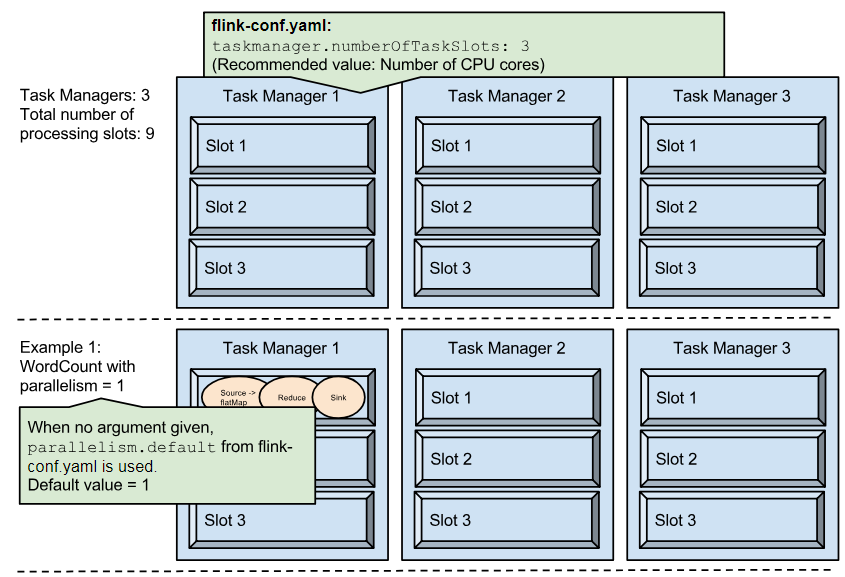 flink-conf.yaml:
taskmanager.numberOfTaskSlots: 3
(Recommended value: Number of CPU cores)
Task Managers: 3
Total number of
processing slots: 9
Task Manager 1
Slot 1
Slot 2
Slot 3
Task Manager 2
Slot 1
Slot 2
Slot 3
Task Manager 3
Slot 1
Slot 2
Slot 3
Example 1:
WordCount with
parallelism = 1
When no argument given,
parallelism.default from flink-
conf.yaml is used.
Default value = 1
Task Manager 1
Source ->
flatMap
Reduce
Sink
Slot 3
Task Manager 2
Slot 1
Slot 2
Slot 3
Task Manager 3
Slot 1
Slot 2
Slot 3